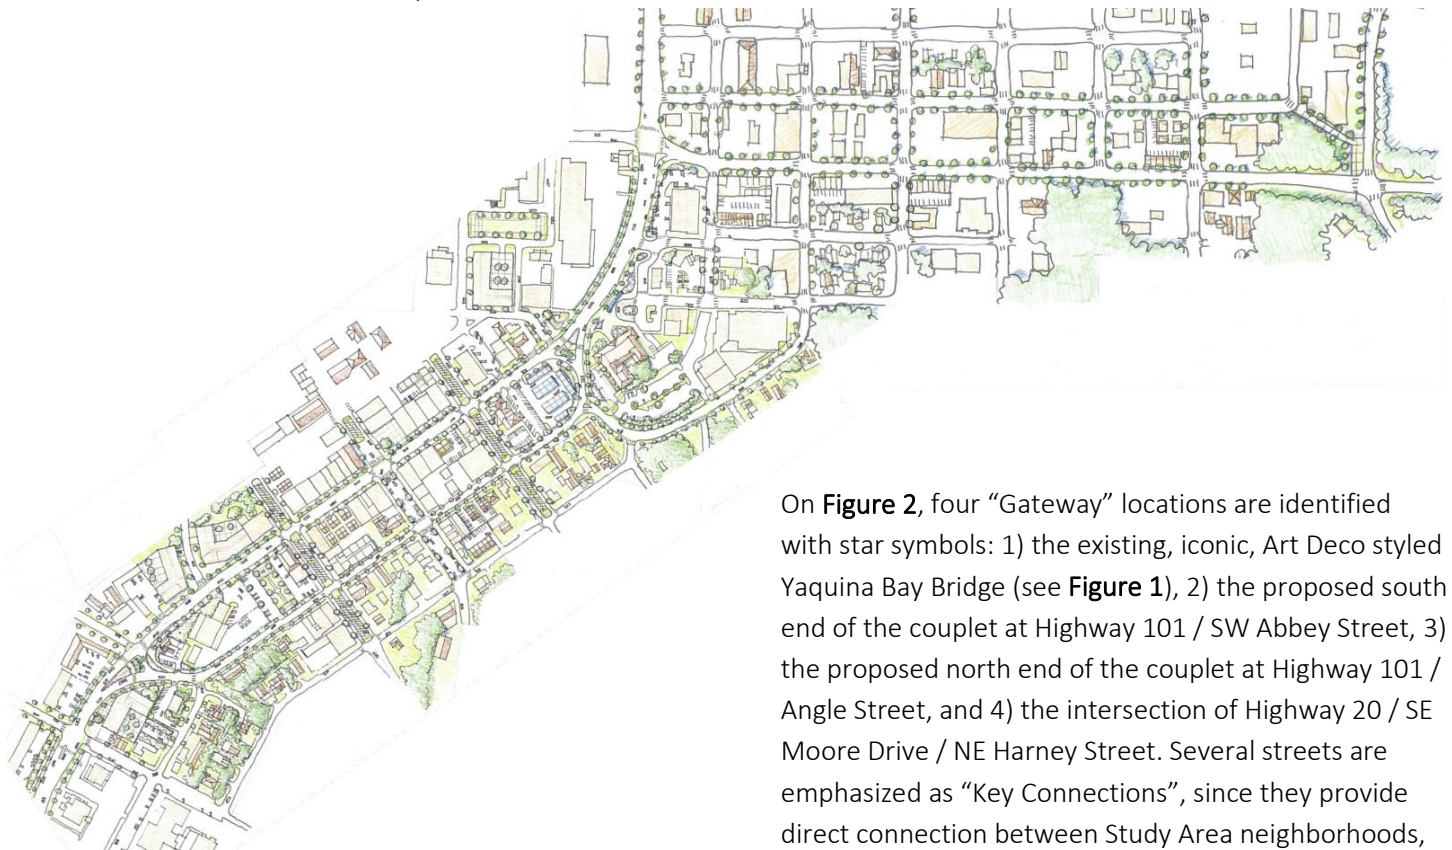 On Figure 2, four “Gateway” locations are identified
with star symbols: 1) the existing, iconic, Art Deco styled
Yaquina Bay Bridge (see Figure 1), 2) the proposed south
end of the couplet at Highway 101 / SW Abbey Street, 3)
the proposed north end of the couplet at Highway 101 /
Angle Street, and 4) the intersection of Highway 20 / SE
Moore Drive / NE Harney Street. Several streets are
emphasized as “Key Connections”, since they provide
direct connection between Study Area neighborhoods,